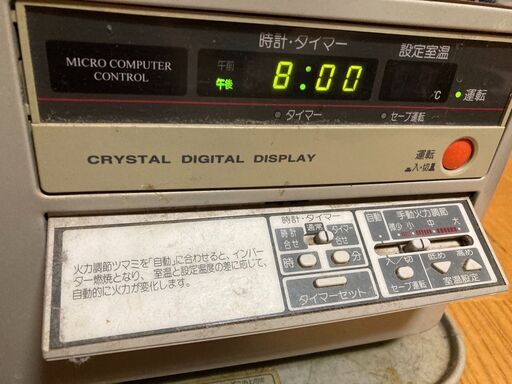 時計・タイマー
設定室温
MICRO COMPUTER
CONTROL
午前
午後
8:00
℃
運転
タイマー
セーブ運転
CRYSTAL DIGITAL DISPLAY
運転
入・切
火力調節ツマミを「自動」に合わせると、インバー
ター燃焼となり、室温と設定温度の差に応じて、
自動的に火力が変化します。
時計・タイマー
時計合せ
通常
タイマー合せ
時
分
タイマーセット
自動
手動火力調節
微少
小
中
大
入/切
セーブ運転
低め
高め
室温設定